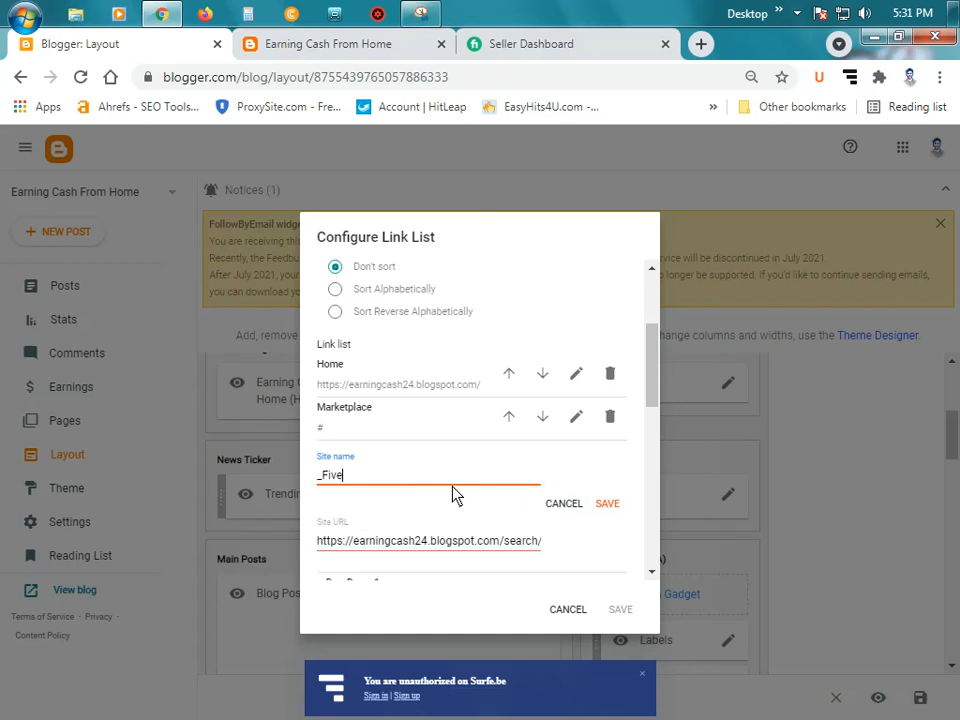 Desktop
»
5:31 PM
Blogger: Layout
Earning Cash From Home
Seller Dashboard
blogger.com/blog/layout/8755439765057886333
Apps
Ahrefs - SEO Tools...
ProxySite.com - Fre...
Account | HitLeap
EasyHits4U.com -...
»
Other bookmarks
Reading list
Earning Cash From Home
NEW POST
Posts
Stats
Comments
Earnings
Pages
Layout
Theme
Settings
Reading List
View blog
Terms of Service • Privacy •
Content Policy
Notices (1)
FollowByEmail widge
You are receiving this
Recently, the Feedbu
After July 2021, your
you can download yo
vice will be discontinued in July 2021.
o longer be supported. If you'd like to continue sending emails,
Add, remove
hange columns and widths, use the Theme Designer.
Earning C
Home (H
News Ticker
Trending
Main Posts
Blog Pos
A)
Gadget
Labels
Configure Link List
Don't sort
Sort Alphabetically
Sort Reverse Alphabetically
Link list
Home
https://earningcash24.blogspot.com/
Marketplace
#
Site name
_Five
CANCEL
SAVE
Site URL
https://earningcash24.blogspot.com/search/
CANCEL
SAVE
You are unauthorized on Surfe.be
Sign in | Sign up